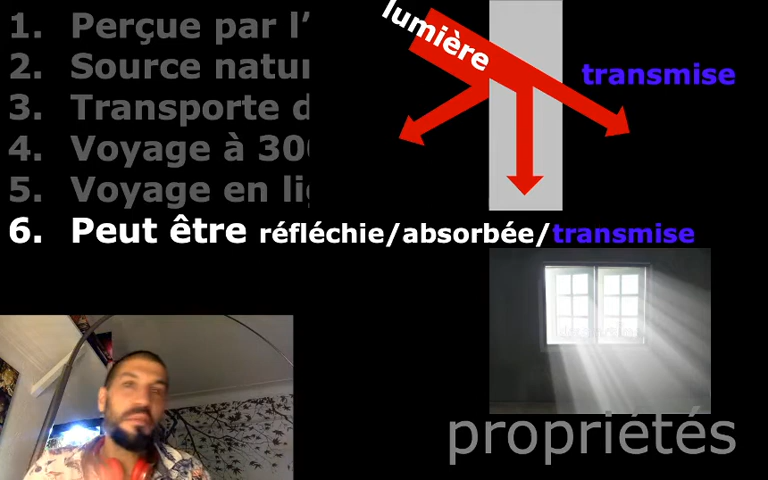 1. Perçue par l’
2. Source natu
3. Transporte d
4. Voyage à 30
5. Voyage en li
6. Peut être réfléchie/absorbée/transmise
lumière
transmise
propriétés